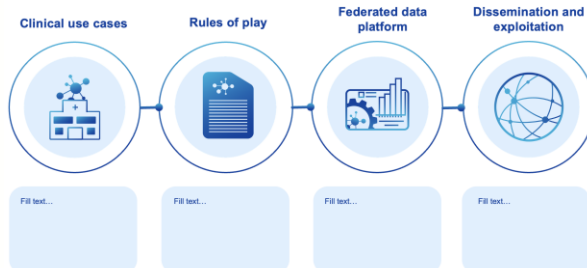 Clinical use cases
Rules of play
Federated data
platform
Dissemination and
exploitation
Fill text...
Fill text...
Fill text...
Fill text...